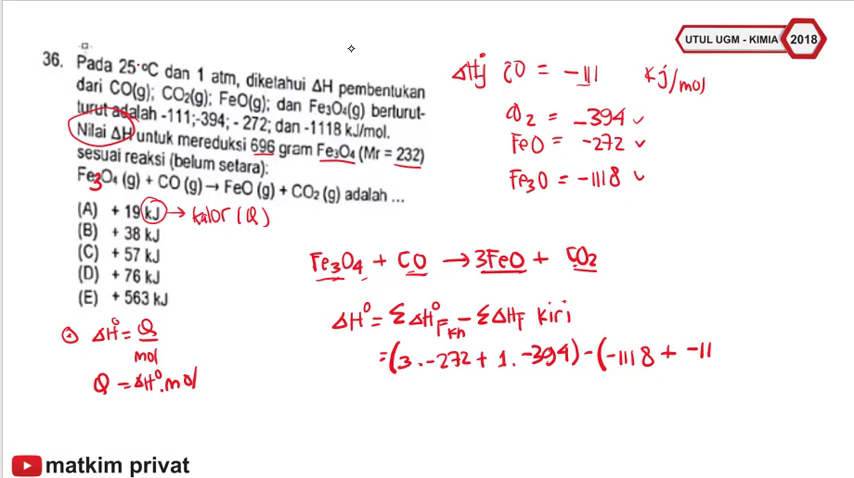 UTUL UGM - KIMIA 2018
36. Pada 25°C dan 1 atm, diketahui ΔH pembentukan
dari CO(g); CO₂(g); FeO(g); dan Fe₃O₄(g) berturut-
turut adalah -111;-394; - 272; dan -1118 kJ/mol.
Nilai ΔH untuk mereduksi 696 gram Fe₃O₄ (Mr = 232)
sesuai reaksi (belum setara):
Fe₃O₄ (g) + CO (g) → FeO (g) + CO₂ (g) adalah ...
(A) + 19 kJ → kalor (Q)
(B) + 38 kJ
(C) + 57 kJ
(D) + 76 kJ
(E) + 563 kJ
ΔH° = Q
mol
Q = ΔH°. mol
ΔHf CO = -111 kJ/mol
CO₂ = -394 ✓
FeO = -272 ✓
Fe₃O = -1118 ✓
Fe₃O₄ + CO → 3FeO + CO₂
ΔH° = ΣΔH°F kn - ΣΔHF kiri
= (3. -272 + 1. -394) - (-1118 + -11
matkim privat